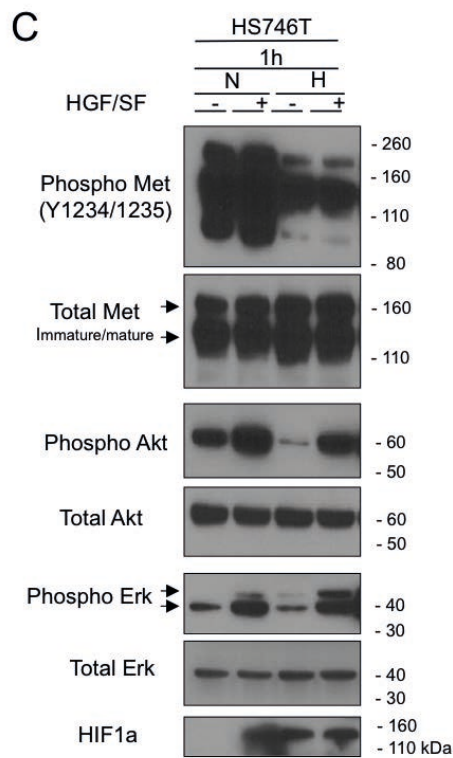 C
HS746T
1h
N H
HGF/SF - + - +
Phospho Met
(Y1234/1235)
- 260
- 160
- 110
- 80
Total Met
Immature/mature
- 160
- 110
Phospho Akt
- 60
- 50
Total Akt
- 60
- 50
Phospho Erk
- 40
- 30
Total Erk
- 40
- 30
HIF1a
- 160
- 110 kDa